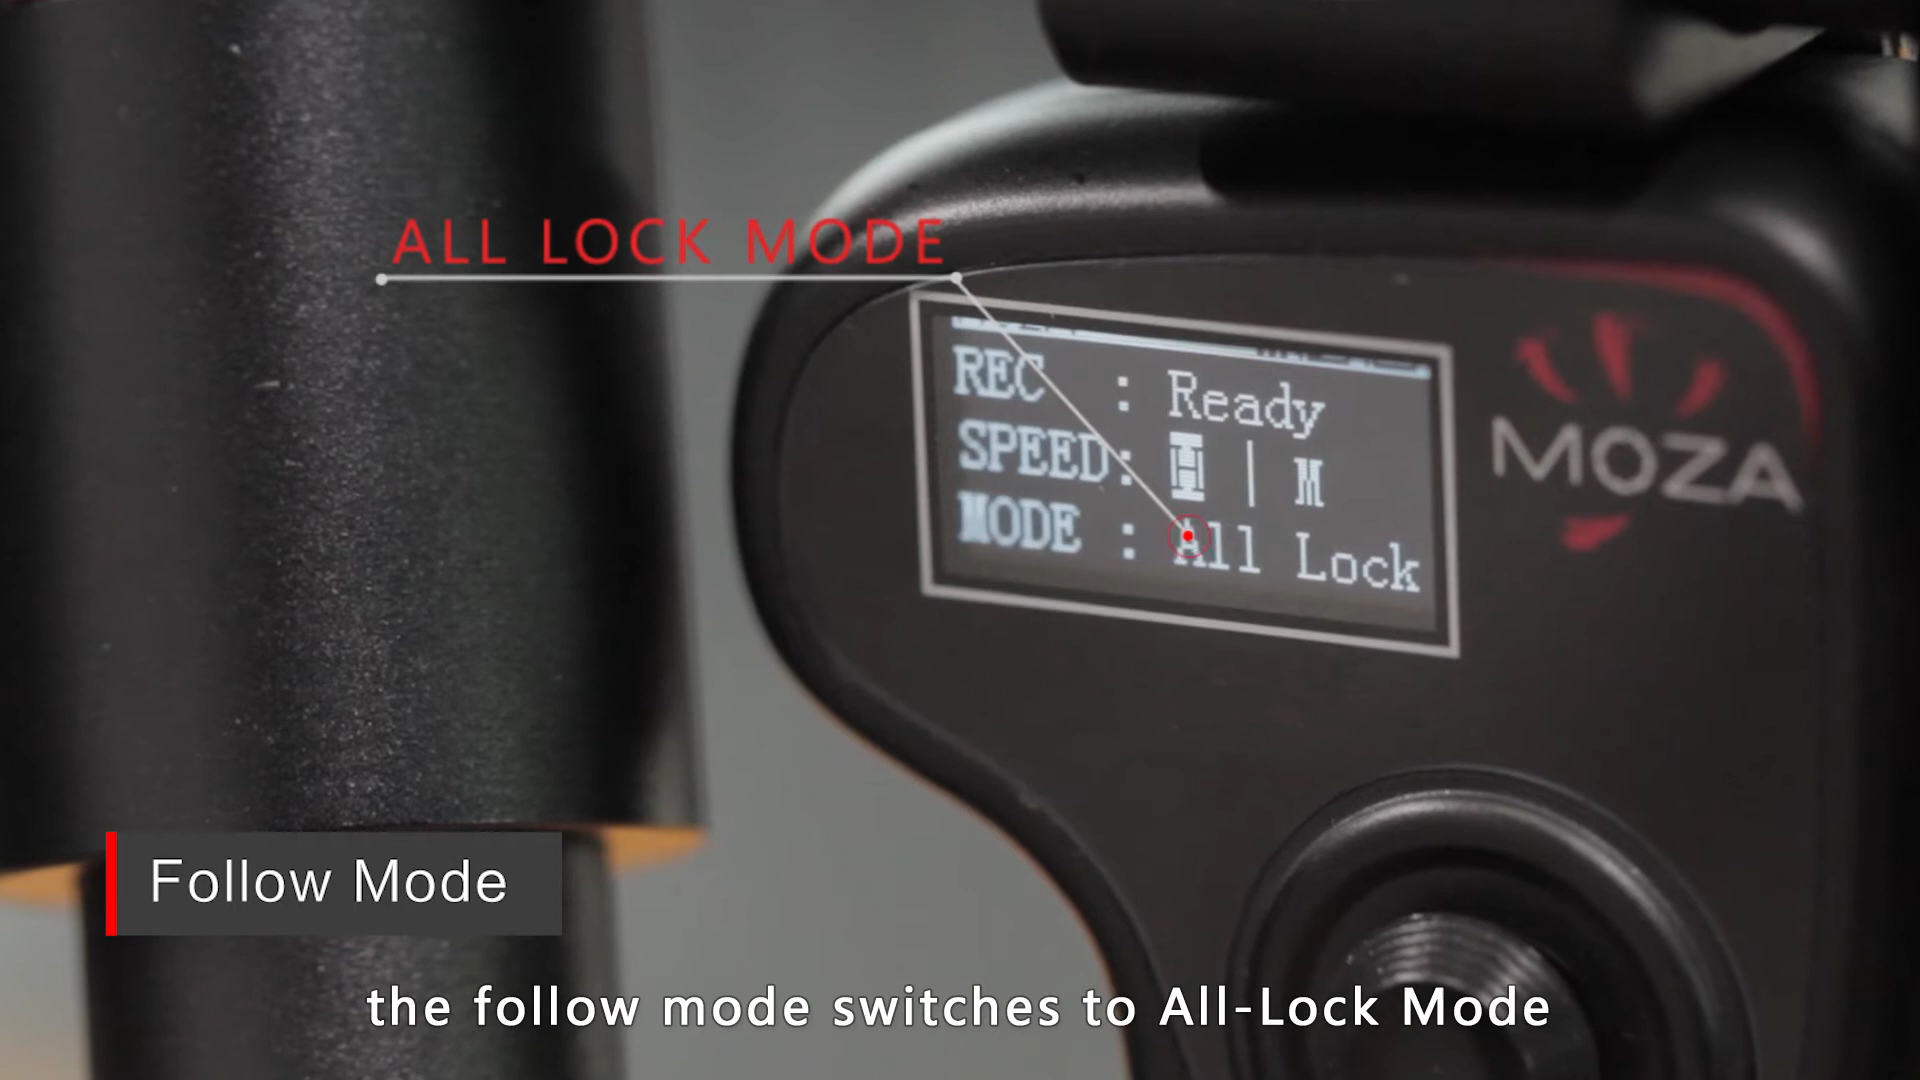 ALL LOCK MODE
REC : Ready
SPEED: | M
MODE : All Lock
MOZA
Follow Mode
the follow mode switches to All-Lock Mode